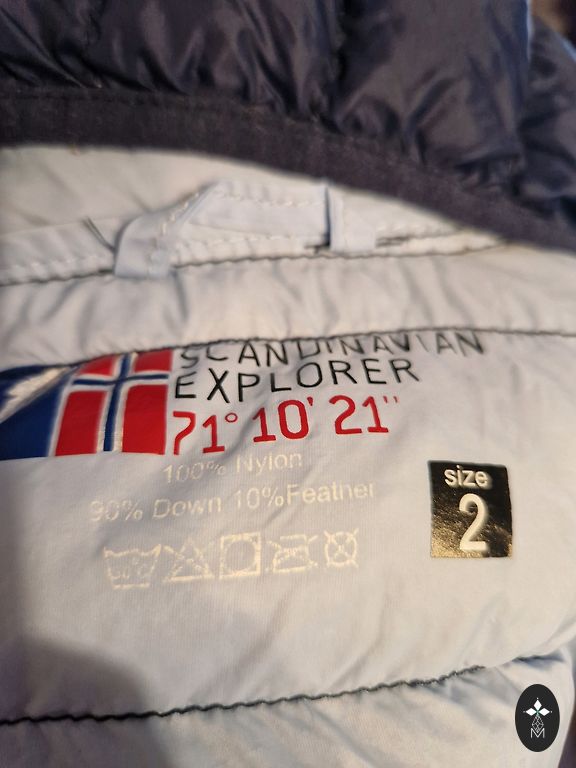 SCANDINAVIAN
EXPLORER
71° 10' 21"
100% Nylon
90% Down 10%Feather
size
2